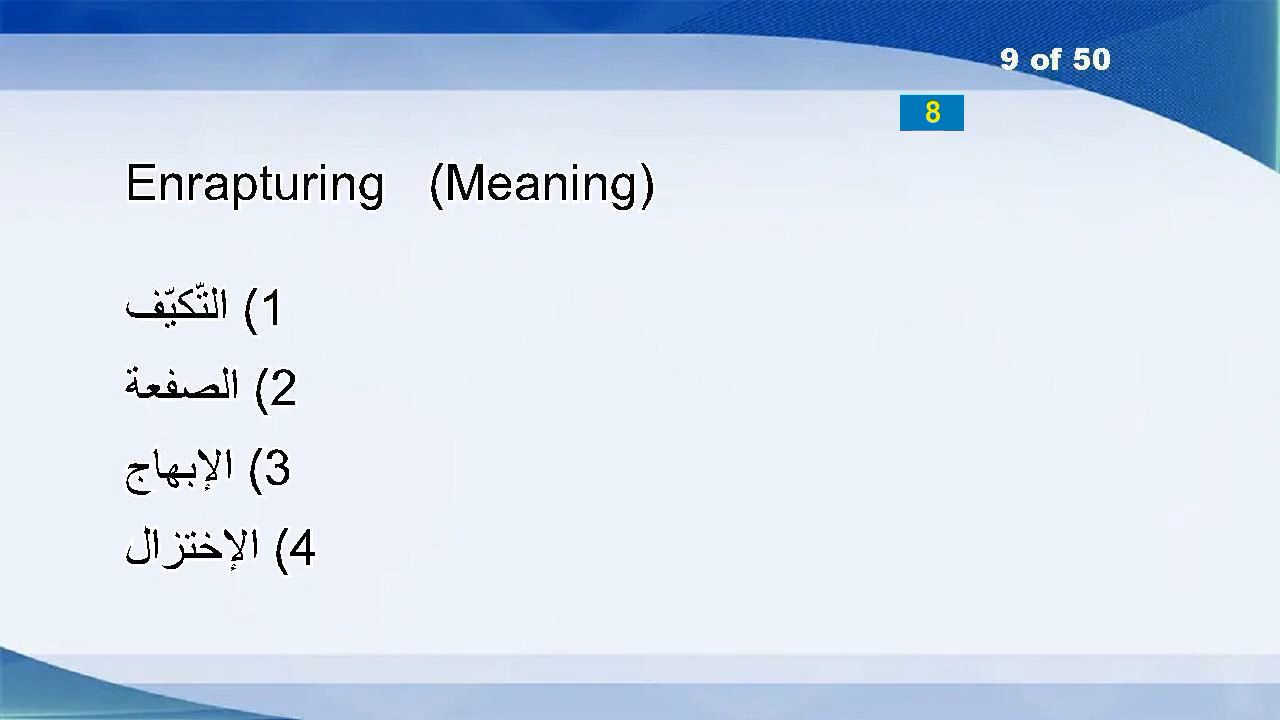 9 of 50
8
Enrapturing (Meaning)
1) التّكيّف
2) الصفعة
3) الإبهاج
4) الإختزال